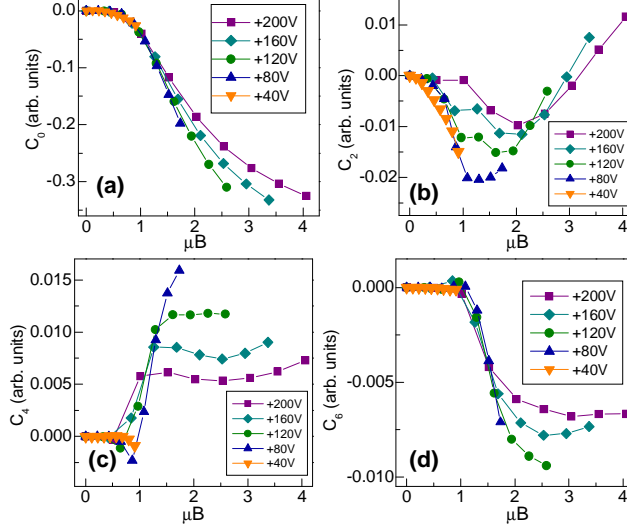 0.0
-0.1
-0.2
-0.3
C0 (arb. units)
+200V
+160V
+120V
+80V
+40V
(a)
0 1 2 3 4
μB
0.01
0.00
-0.01
-0.02
C2 (arb. units)
+200V
+160V
+120V
+80V
+40V
(b)
0 1 2 3 4
μB
0.015
0.010
0.005
0.000
C4 (arb. units)
+200V
+160V
+120V
+80V
+40V
(c)
0 1 2 3 4
μB
0.000
-0.005
-0.010
C6 (arb. units)
+200V
+160V
+120V
+80V
+40V
(d)
0 1 2 3 4
μB